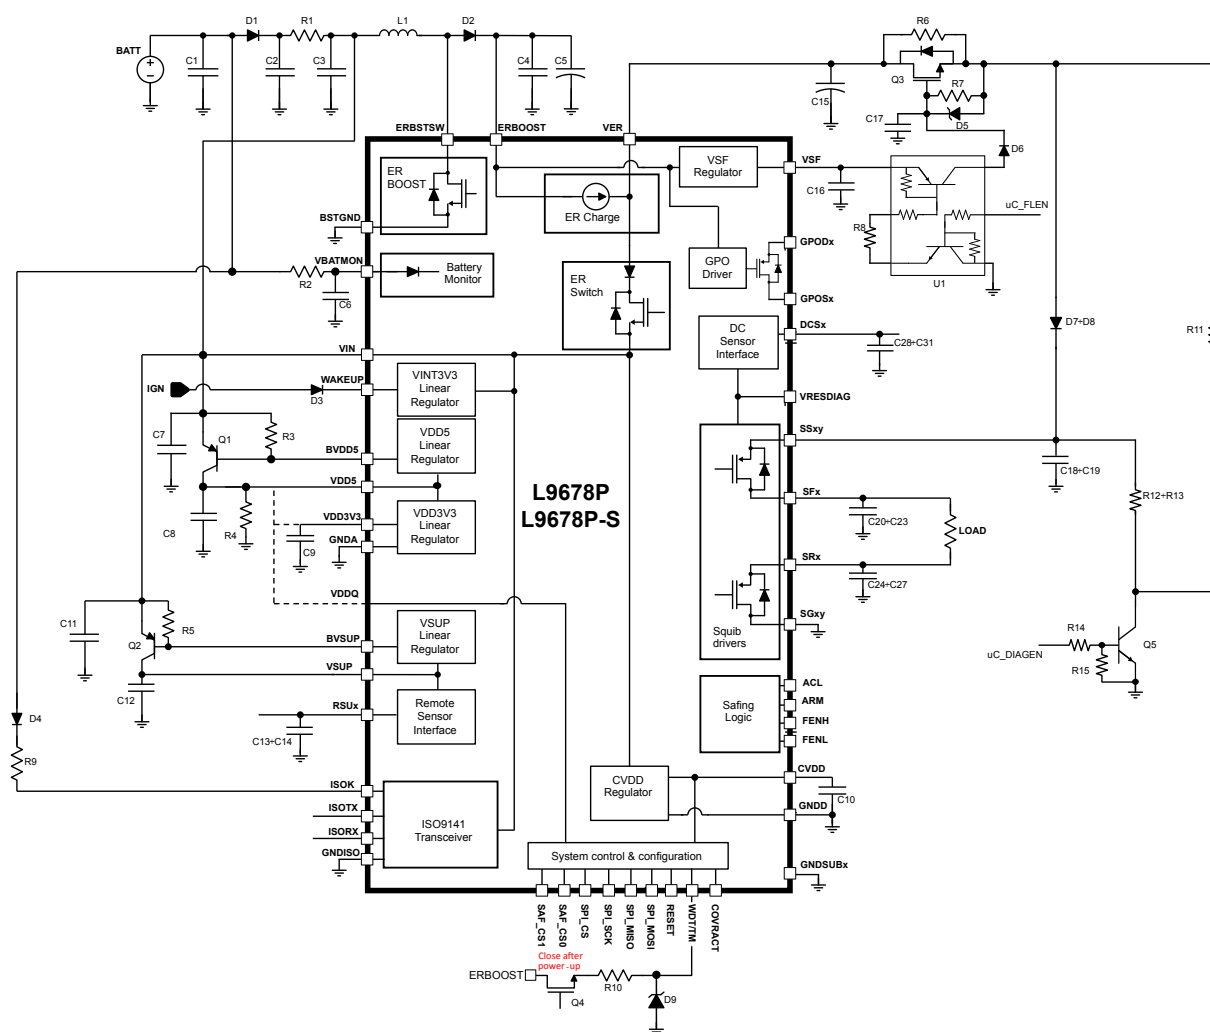 D1
R1
L1
D2
R6
BATT
C1
C2
C3
C4
C5
Q3
R7
C15
C17
D5
D6
ERBSTSW
ERBOOST
VER
VSF
ER
BOOST
VSF
Regulator
C16
ER Charge
uC_FLEN
R8
U1
BSTGND
GPODx
GPO
Driver
GPOSx
VBATMON
R2
C6
Battery
Monitor
ER
Switch
DCSx
DC
Sensor
Interface
C28÷C31
D7÷D8
R11
VIN
WAKEUP
IGN
D3
VINT3V3
Linear
Regulator
VRESDIAG
C7
Q1
R3
BVDD5
VDD5
Linear
Regulator
SSxy
C18÷C19
VDD5
C8
R4
VDD3V3
C9
GNDA
VDD3V3
Linear
Regulator
L9678P
L9678P-S
SFx
C20÷C23
LOAD
R12÷R13
SRx
C24÷C27
VDDQ
C11
R5
Q2
BVSUP
VSUP
Linear
Regulator
SGxy
Squib
drivers
R14
uC_DIAGEN
R15
Q5
VSUP
C12
RSUx
C13÷C14
Remote
Sensor
Interface
Safing
Logic
ACL
ARM
FENH
FENL
D4
R9
ISOK
ISOTX
ISORX
GNDISO
ISO9141
Transceiver
CVDD
Regulator
CVDD
C10
GNDD
System control & configuration
GNDSUBx
SAF_CS1
SAF_CS0
SPI_CS
SPI_SCK
SPI_MISO
SPI_MOSI
RESET
WDT/TM
COVRACT
Close after
power-up
ERBOOST
Q4
R10
D9